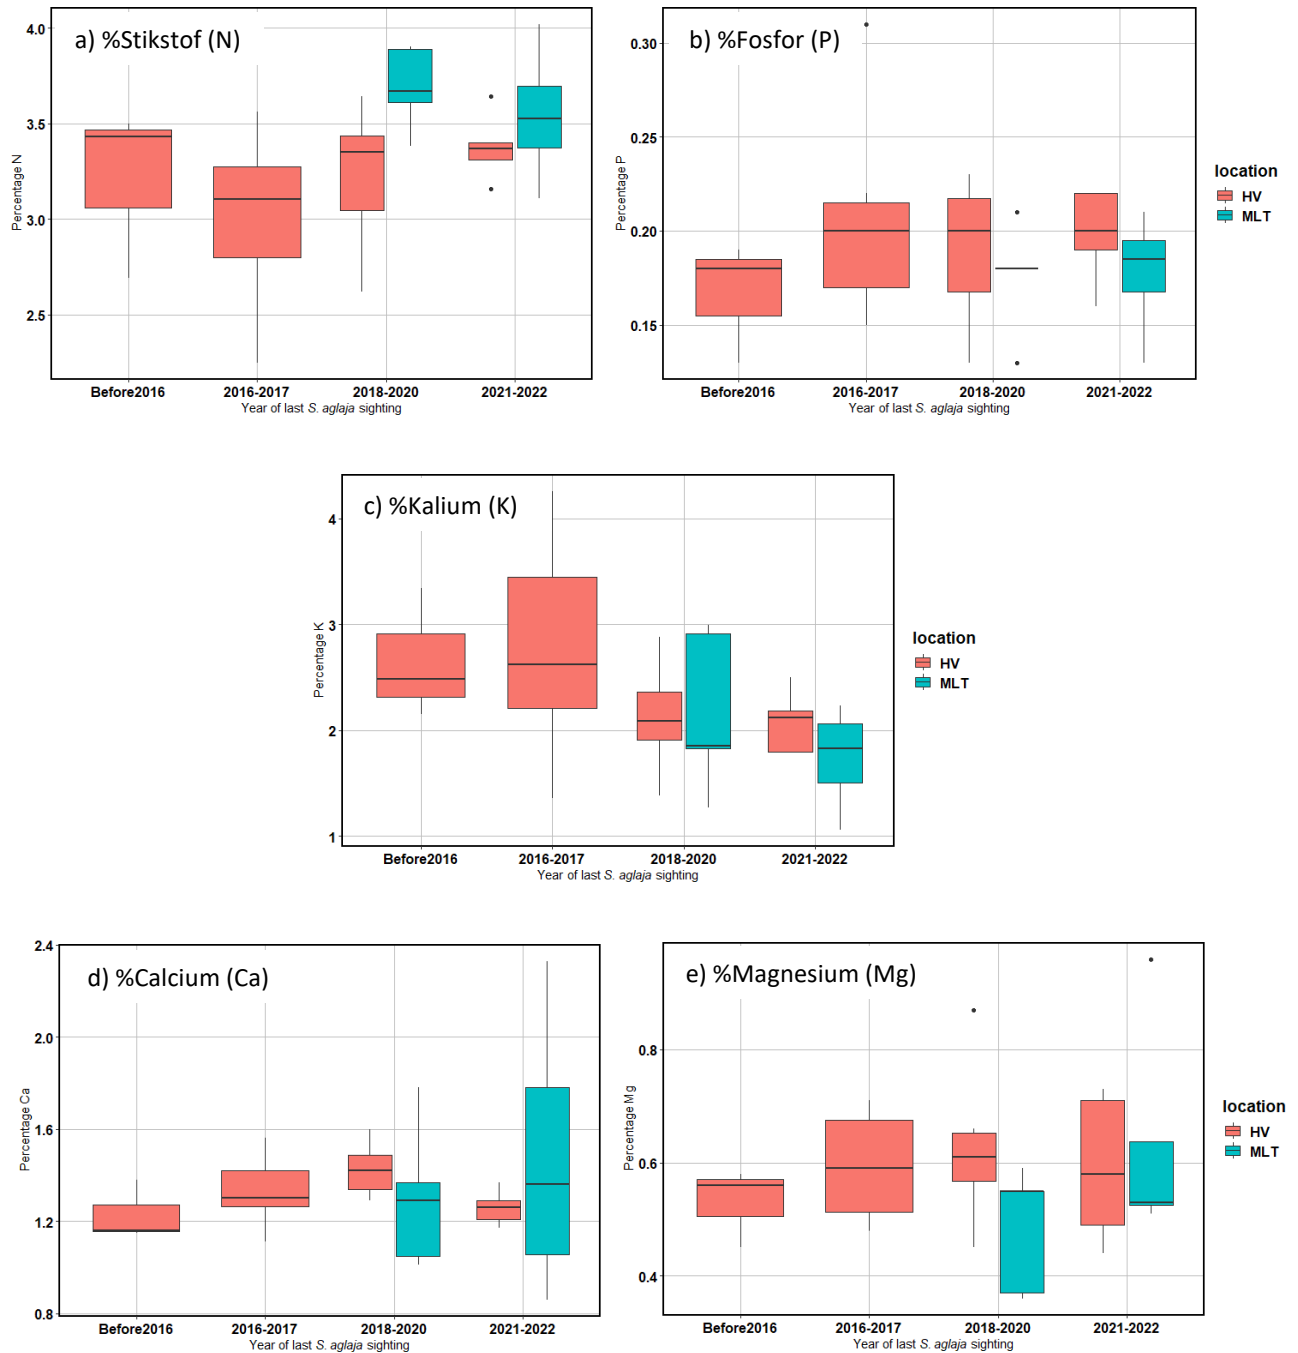 a) %Stikstof (N)
4.0
3.5
3.0
2.5
Percentage N
Before2016 2016-2017 2018-2020 2021-2022
Year of last S. aglaja sighting
b) %Fosfor (P)
0.30
0.25
0.20
0.15
Percentage P
Before2016 2016-2017 2018-2020 2021-2022
Year of last S. aglaja sighting
location
HV
MLT
c) %Kalium (K)
4
3
2
1
Percentage K
Before2016 2016-2017 2018-2020 2021-2022
Year of last S. aglaja sighting
location
HV
MLT
d) %Calcium (Ca)
2.4
2.0
1.6
1.2
0.8
Percentage Ca
Before2016 2016-2017 2018-2020 2021-2022
Year of last S. aglaja sighting
e) %Magnesium (Mg)
0.8
0.6
0.4
Percentage Mg
Before2016 2016-2017 2018-2020 2021-2022
Year of last S. aglaja sighting
location
HV
MLT